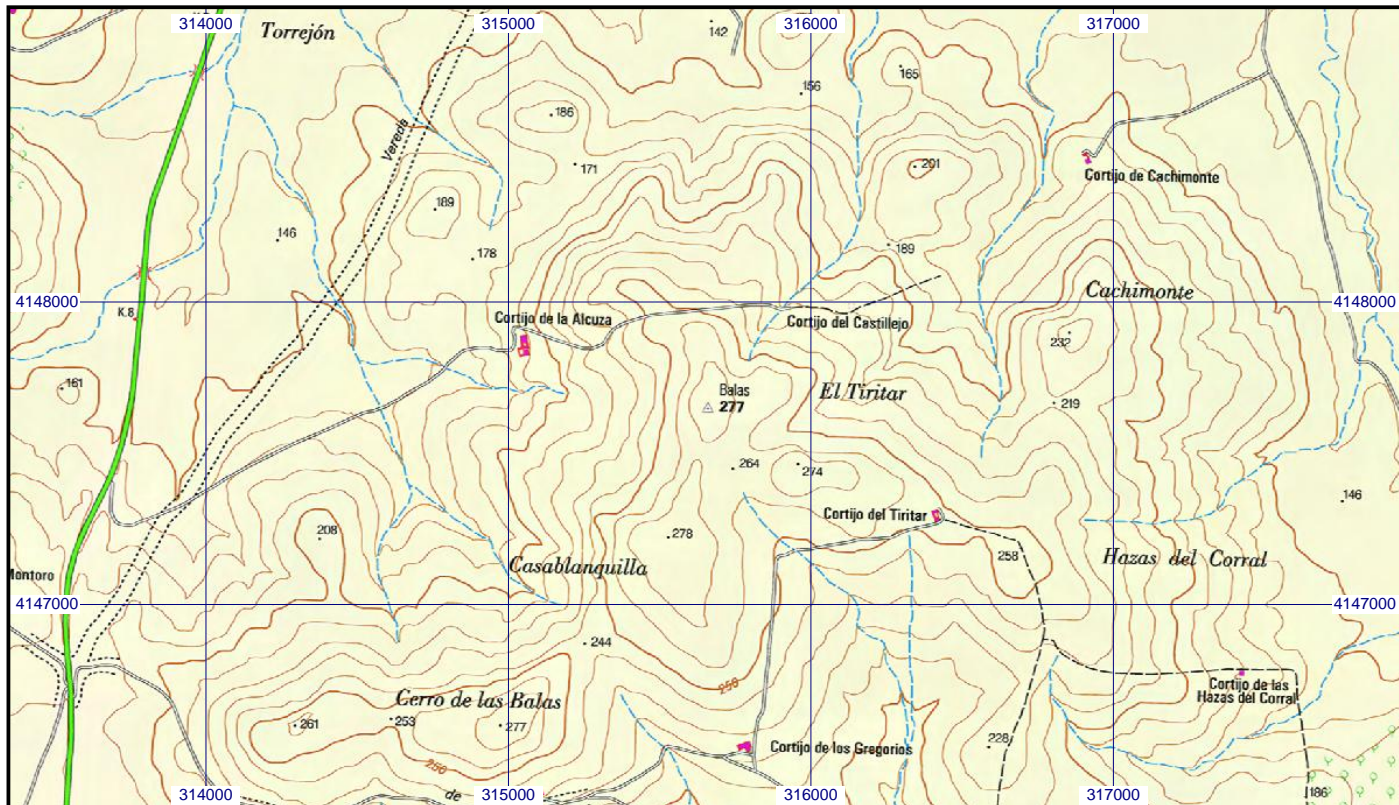 314000 315000 316000 317000
Torrejón
142
165
156
186
Vereda
171
201
Cortijo de Cachimonte
189
146
189
178
Cachimonte
4148000 4148000
K.8
Cortijo de la Alcuza
Cortijo del Castillejo
232
161
Balas
277
El Tiritar
219
264
274
146
Cortijo del Tiritar
208
278
258
Hazas del Corral
Casablanquilla
Montoro
4147000 4147000
244
256
Cortijo de las
Hazas del Corral
Cerro de las Balas
261
253
277
228
Cortijo de los Gregorios
256
de
186
314000 315000 316000 317000